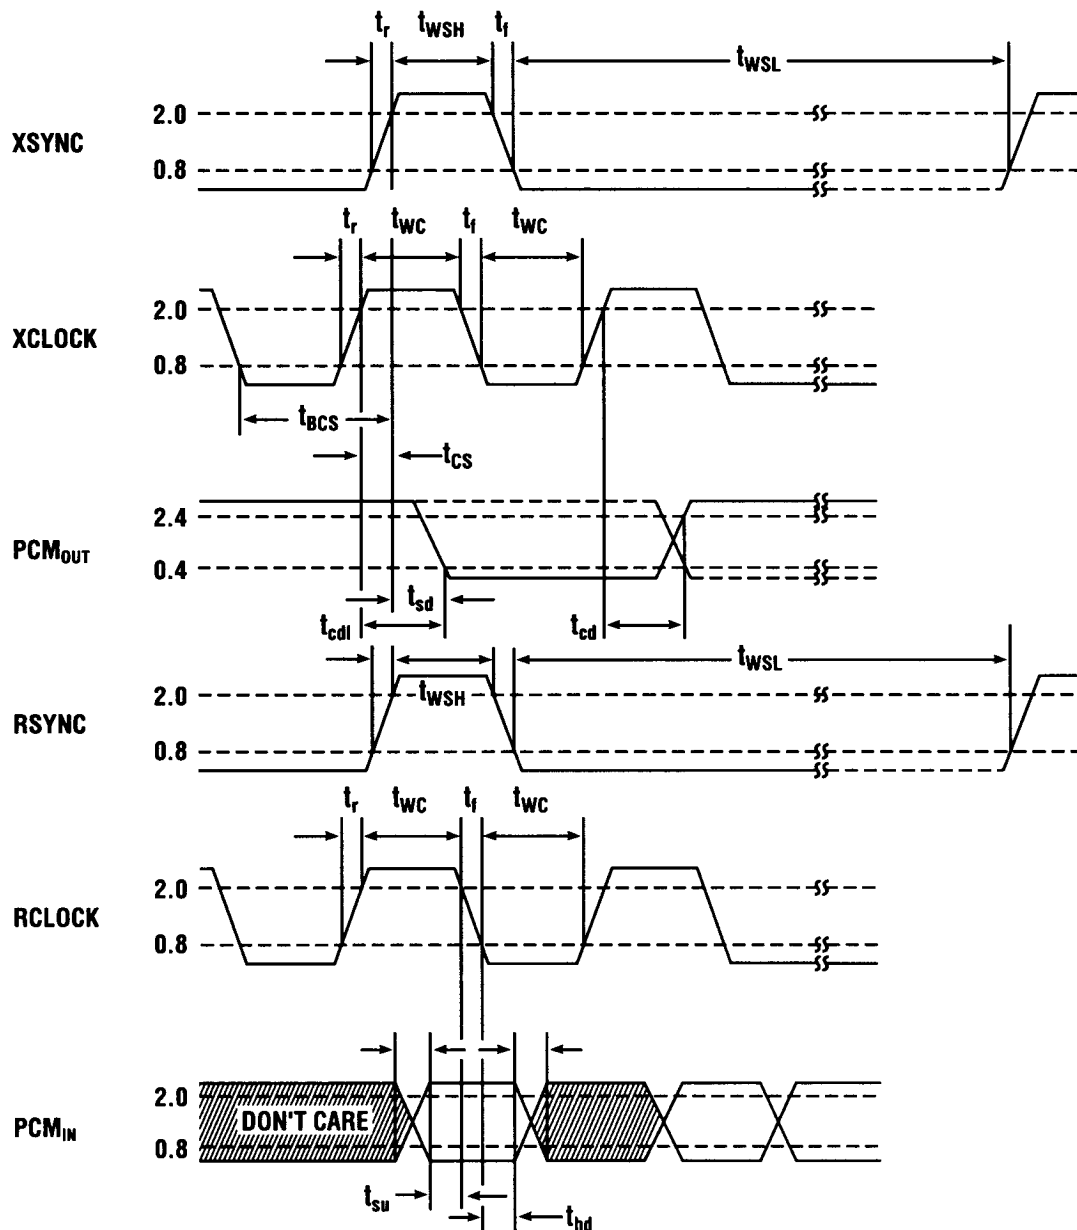 tr tWSH tf
tWSL
2.0
XSYNC
0.8
tr tWC tf tWC
2.0
XCLOCK
0.8
tBCS
tCS
2.4
PCMOUT
0.4
tsd
tcdl tcd
tWSL
2.0 tWSH
RSYNC
0.8
tr tWC tf tWC
2.0
RCLOCK
0.8
2.0
PCMIN DON'T CARE
0.8
tsu
thd